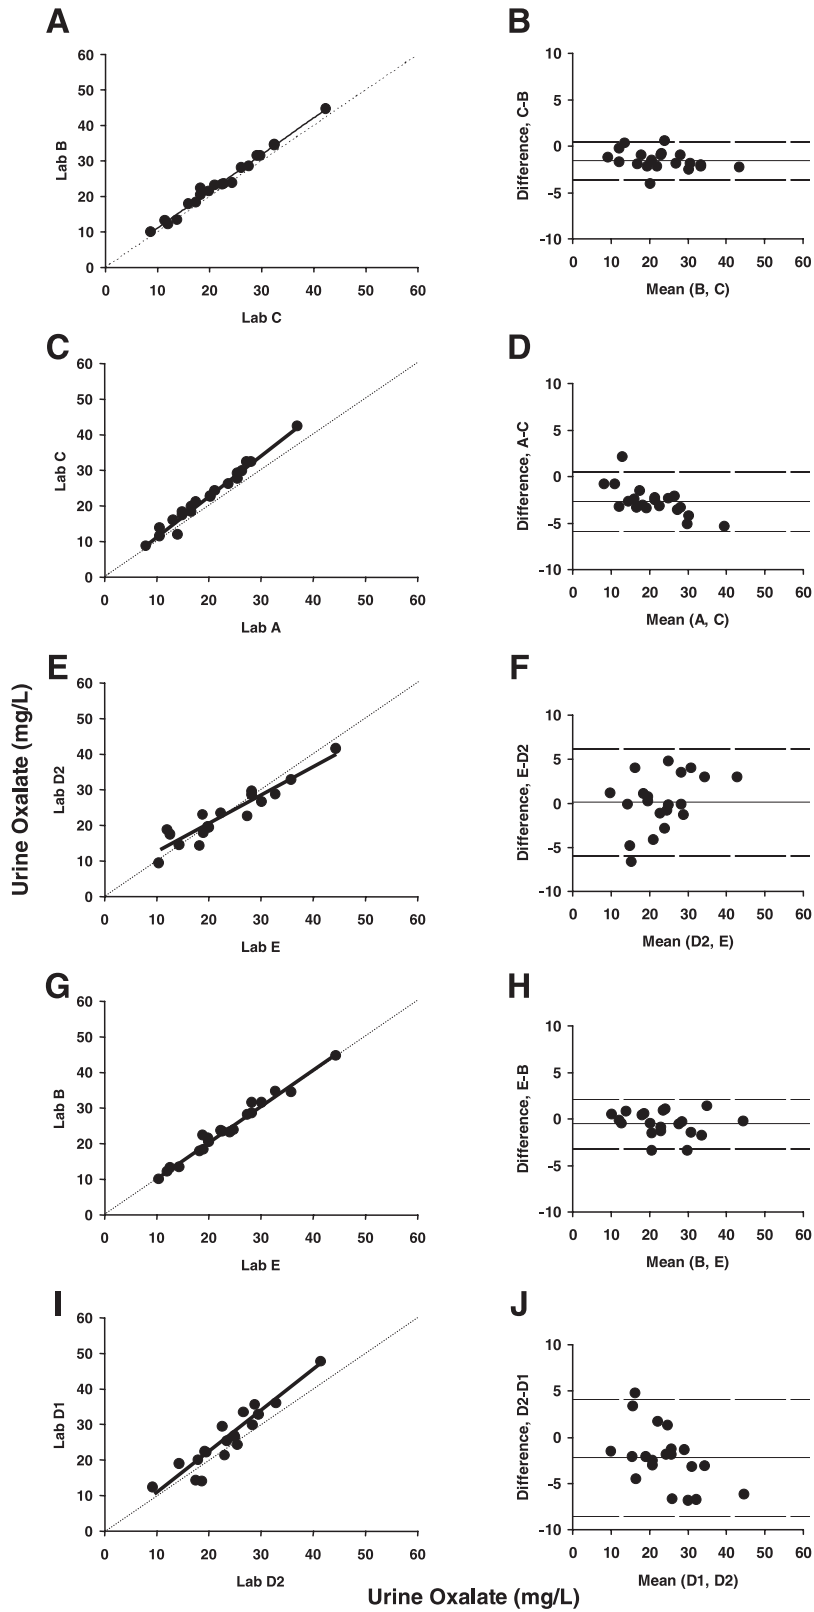 A
60
50
40
30
20
10
0
Lab B
0 10 20 30 40 50 60
Lab C
B
10
5
0
-5
-10
Difference, C-B
0 10 20 30 40 50 60
Mean (B, C)
C
60
50
40
30
20
10
0
Lab C
0 10 20 30 40 50 60
Lab A
D
10
5
0
-5
-10
Difference, A-C
0 10 20 30 40 50 60
Mean (A, C)
E
60
50
40
30
20
10
0
Lab D2
0 10 20 30 40 50 60
Lab E
F
10
5
0
-5
-10
Difference, E-D2
0 10 20 30 40 50 60
Mean (D2, E)
Urine Oxalate (mg/L)
G
60
50
40
30
20
10
0
Lab B
0 10 20 30 40 50 60
Lab E
H
10
5
0
-5
-10
Difference, E-B
0 10 20 30 40 50 60
Mean (B, E)
I
60
50
40
30
20
10
0
Lab D1
0 10 20 30 40 50 60
Lab D2
J
10
5
0
-5
-10
Difference, D2-D1
0 10 20 30 40 50 60
Mean (D1, D2)
Urine Oxalate (mg/L)